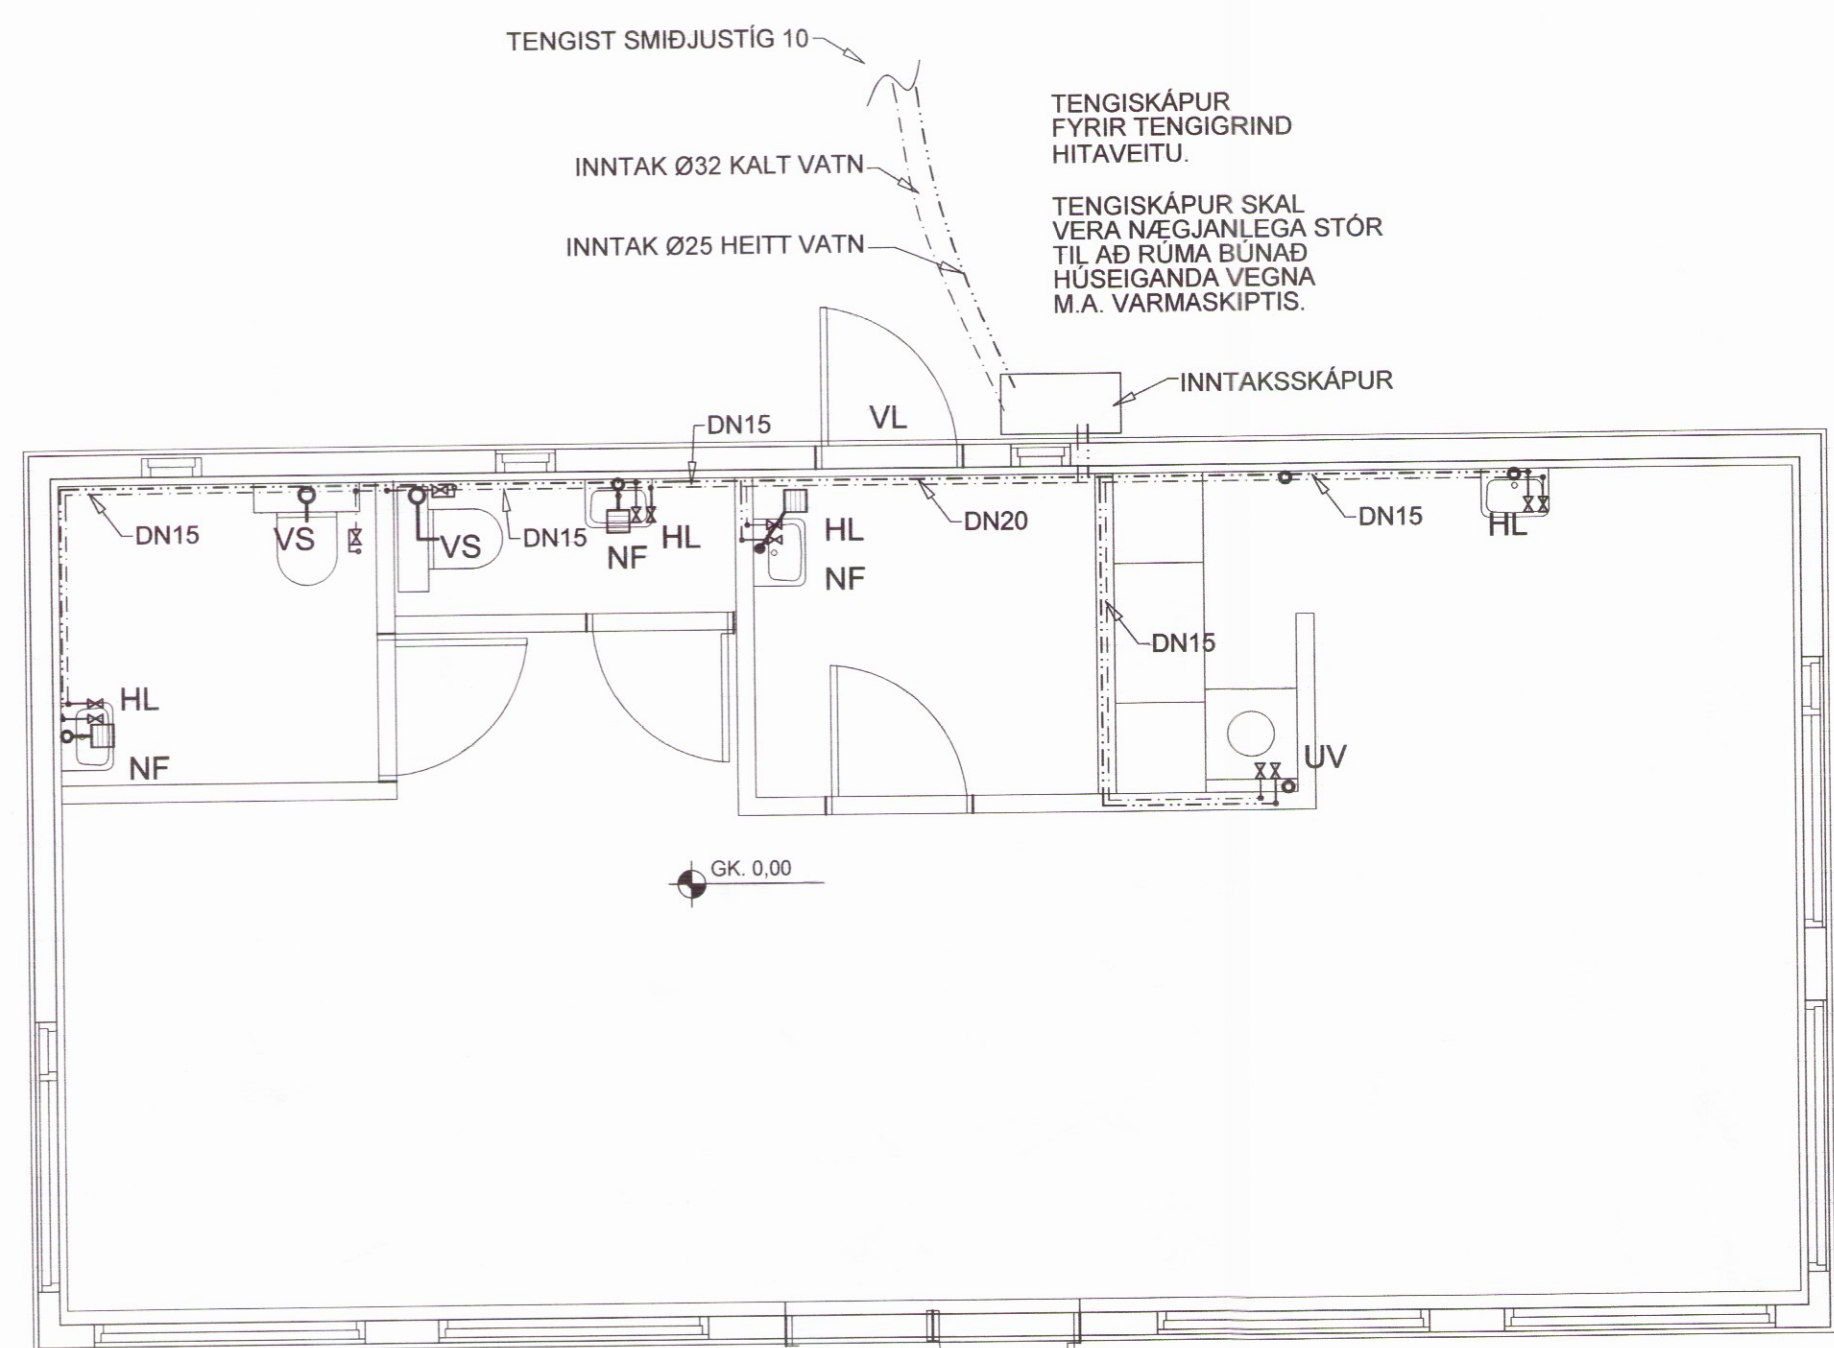 TENGIST SMIÐJUSTÍG 10
TENGISKÁPUR
FYRIR TENGIGRIND
HITAVEITU.
INNTAK Ø32 KALT VATN
TENGISKÁPUR SKAL
VERA NÆGJANLEGA STÓR
TIL AÐ RÚMA BÚNAÐ
HÚSEIGANDA VEGNA
M.A. VARMASKIPTIS.
INNTAK Ø25 HEITT VATN
INNTAKSSKÁPUR
VL
DN15
DN15
VS
VS
DN15
NF
HL
HL
NF
DN20
DN15
HL
DN15
HL
NF
UV
GK. 0,00